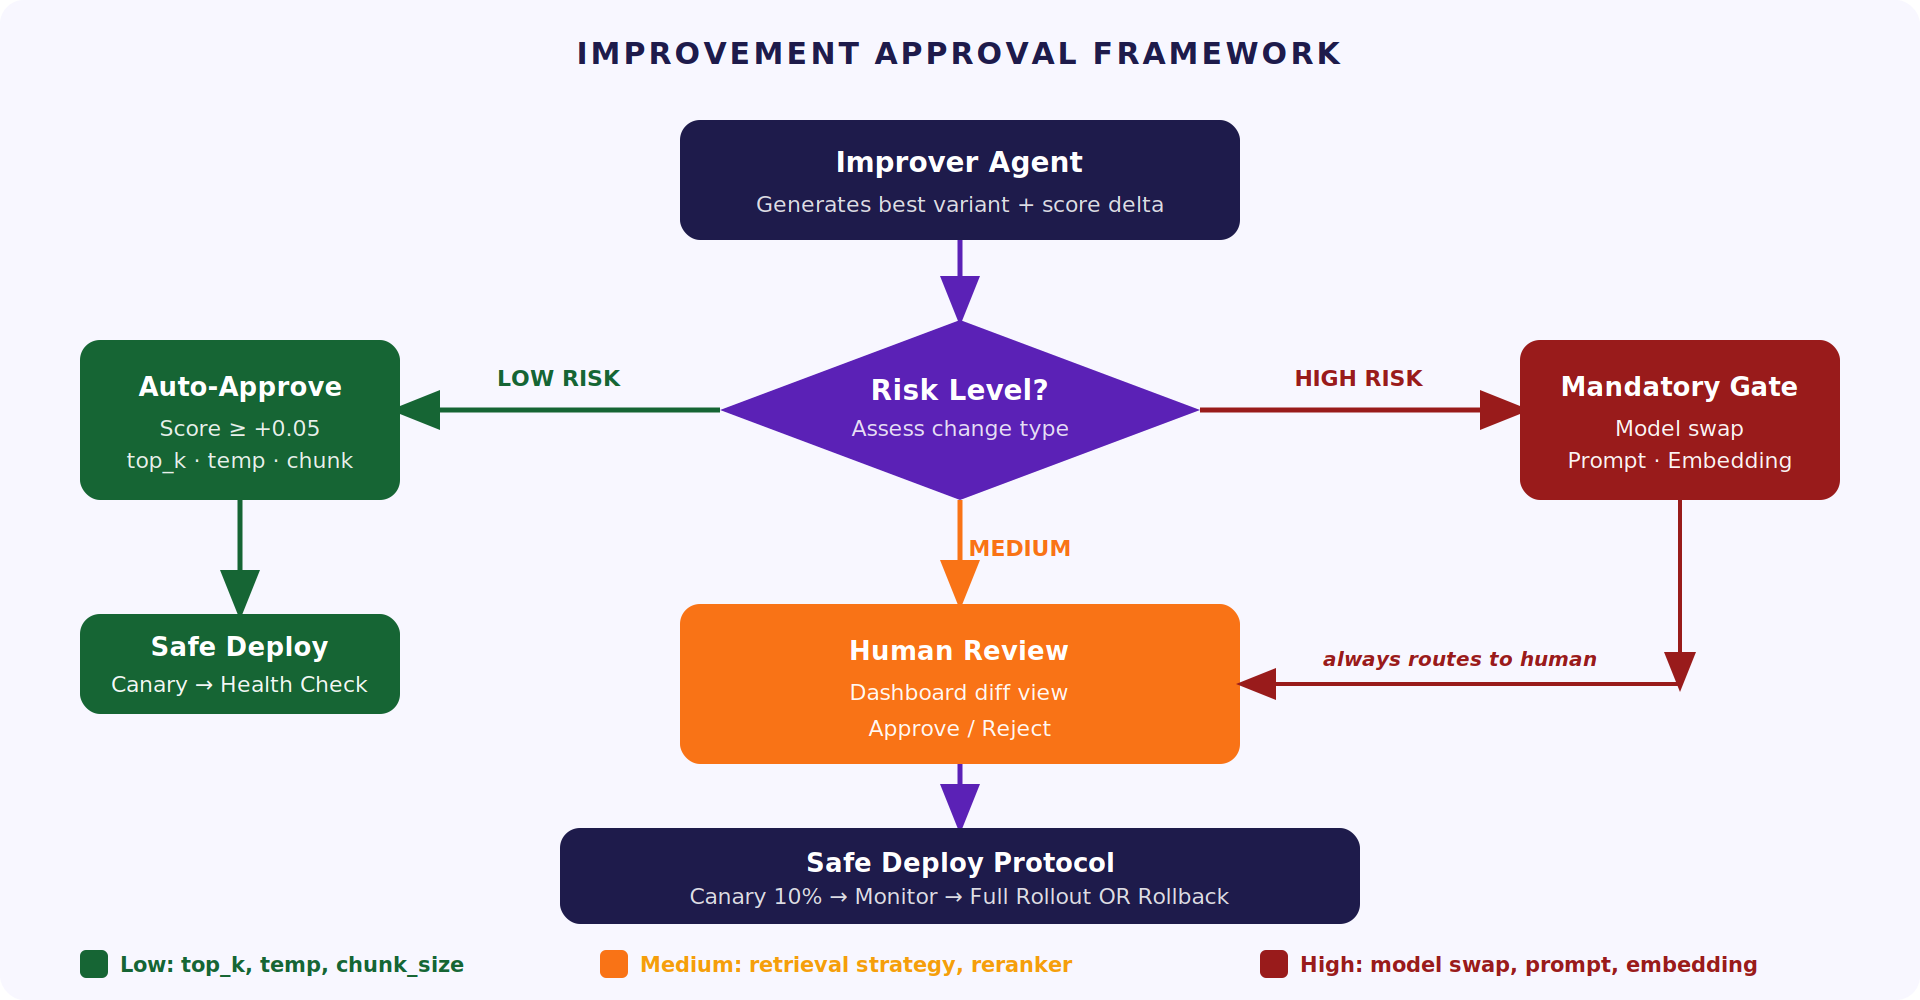 IMPROVEMENT APPROVAL FRAMEWORK
Improver Agent
Generates best variant + score delta
Risk Level?
Assess change type
LOW RISK
Auto-Approve
Score ≥ +0.05
top_k · temp · chunk
HIGH RISK
Mandatory Gate
Model swap
Prompt · Embedding
MEDIUM
Safe Deploy
Canary → Health Check
Human Review
Dashboard diff view
Approve / Reject
always routes to human
Safe Deploy Protocol
Canary 10% → Monitor → Full Rollout OR Rollback
Low: top_k, temp, chunk_size
Medium: retrieval strategy, reranker
High: model swap, prompt, embedding